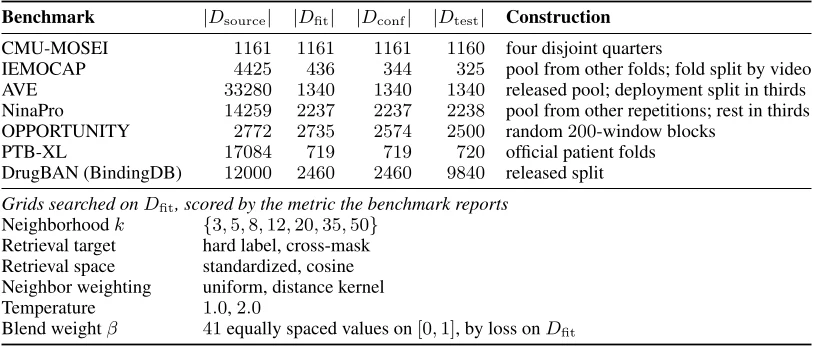 Benchmark |D_source| |D_fit| |D_conf| |D_test| Construction
CMU-MOSEI 1161 1161 1161 1160 four disjoint quarters
IEMOCAP 4425 436 344 325 pool from other folds; fold split by video
AVE 33280 1340 1340 1340 released pool; deployment split in thirds
NinaPro 14259 2237 2237 2238 pool from other repetitions; rest in thirds
OPPORTUNITY 2772 2735 2574 2500 random 200-window blocks
PTB-XL 17084 719 719 720 official patient folds
DrugBAN (BindingDB) 12000 2460 2460 9840 released split
Grids searched on D_fit, scored by the metric the benchmark reports
Neighborhood k {3, 5, 8, 12, 20, 35, 50}
Retrieval target hard label, cross-mask
Retrieval space standardized, cosine
Neighbor weighting uniform, distance kernel
Temperature 1.0, 2.0
Blend weight β 41 equally spaced values on [0, 1], by loss on D_fit